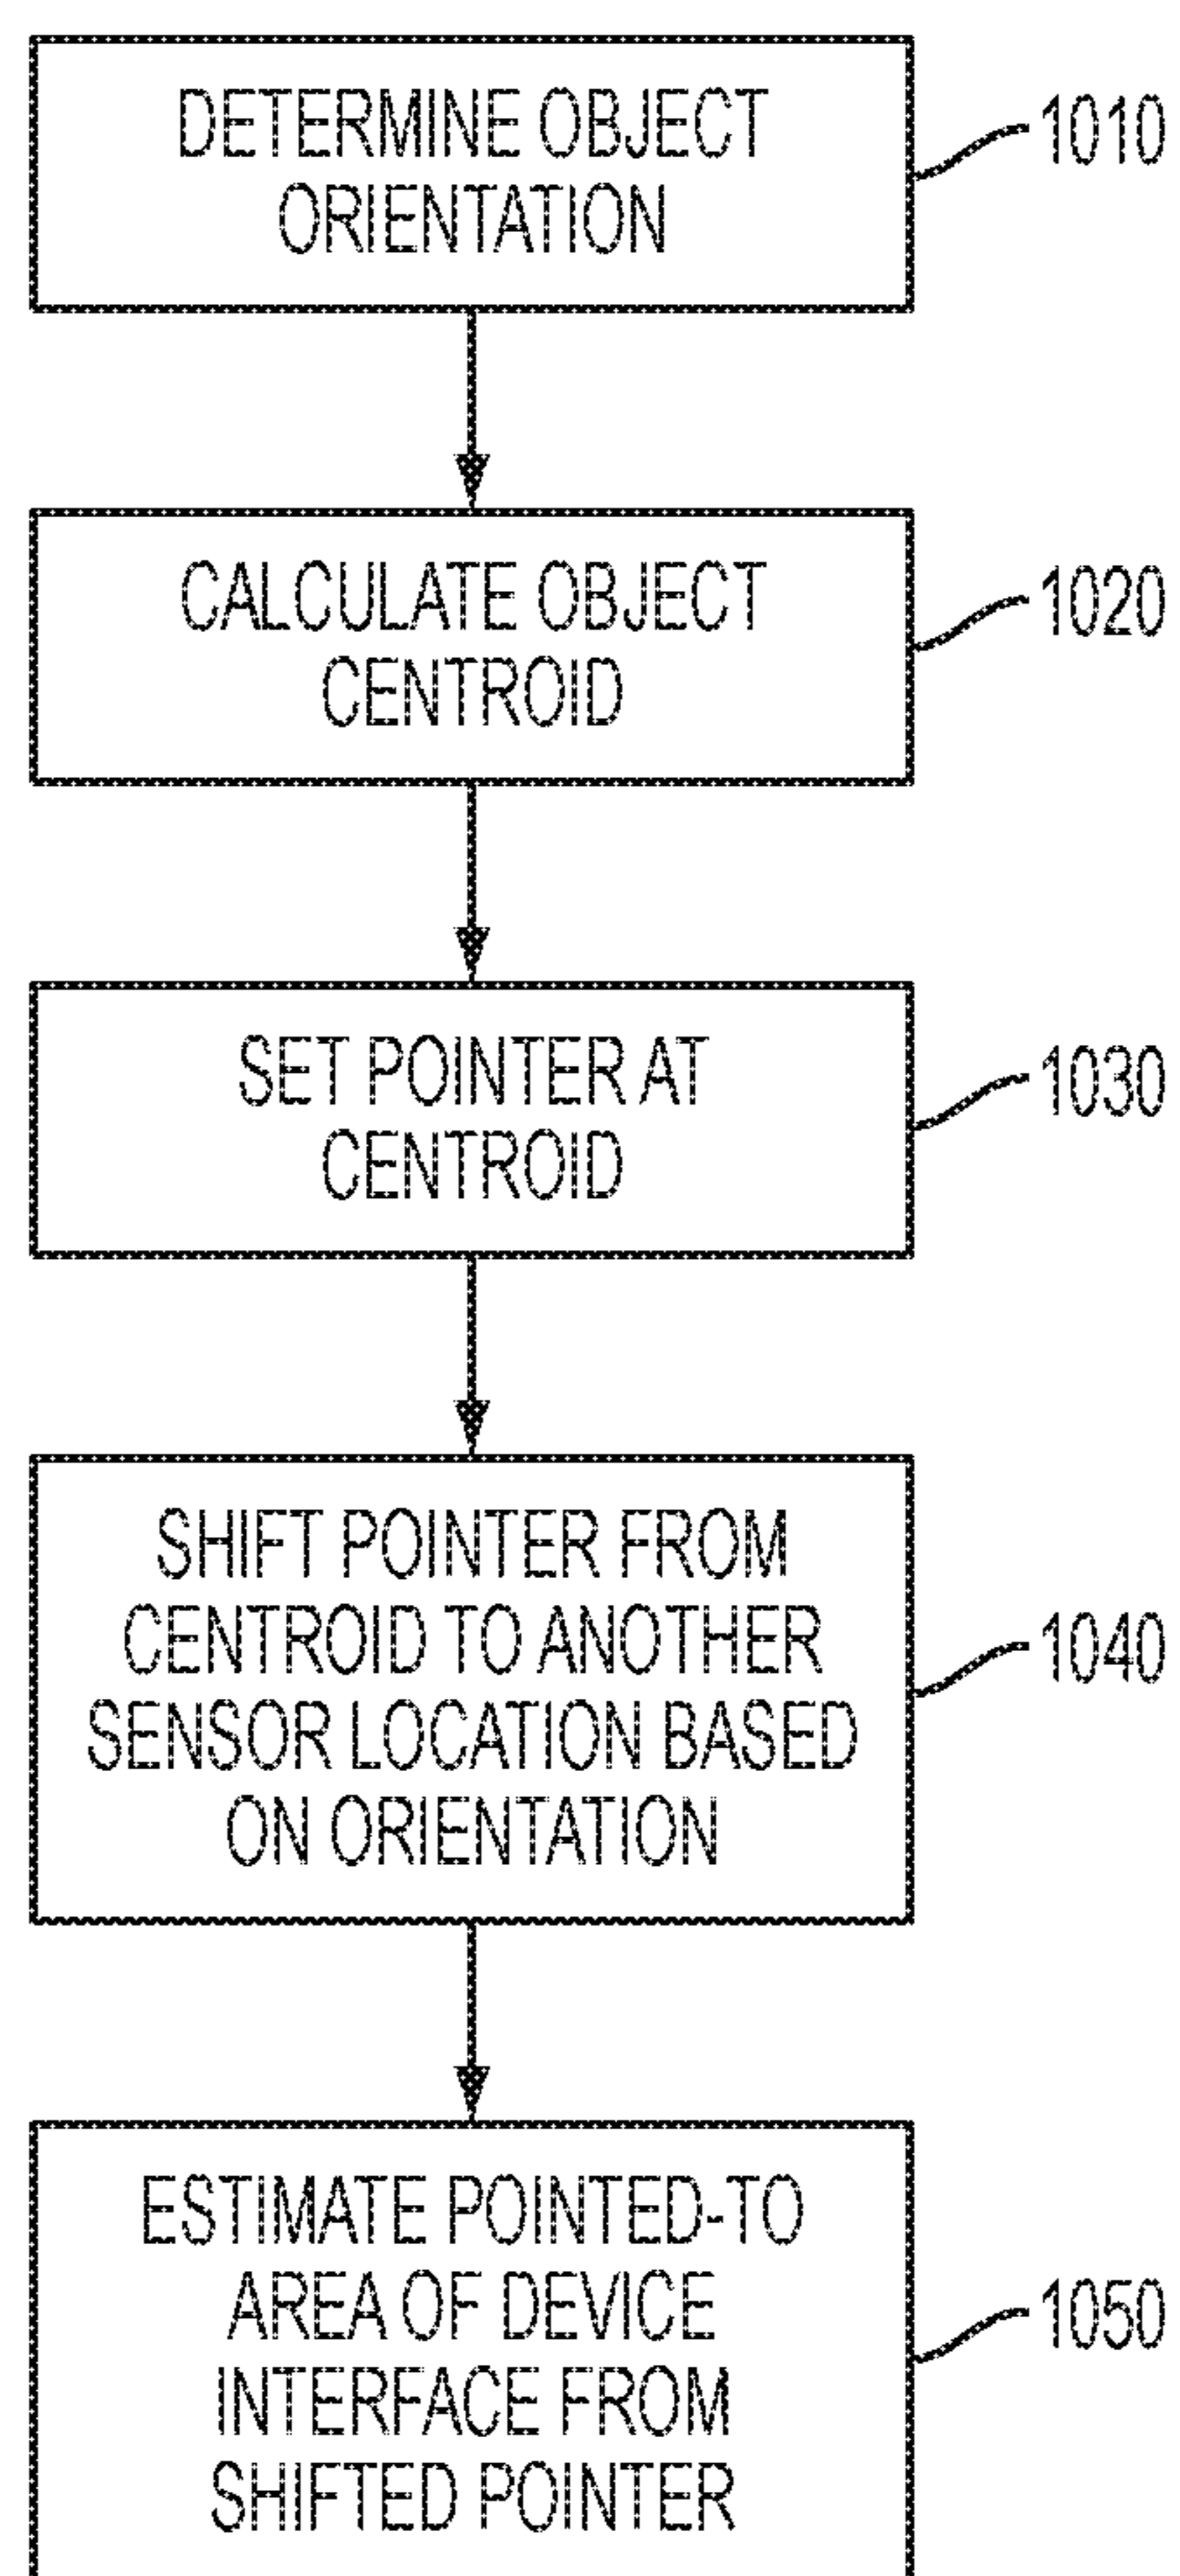 DETERMINE OBJECT
ORIENTATION
1010
CALCULATE OBJECT
CENTROID
1020
SET POINTER AT
CENTROID
1030
SHIFT POINTER FROM
CENTROID TO ANOTHER
SENSOR LOCATION BASED
ON ORIENTATION
1040
ESTIMATE POINTED-TO
AREA OF DEVICE
INTERFACE FROM
SHIFTED POINTER
1050